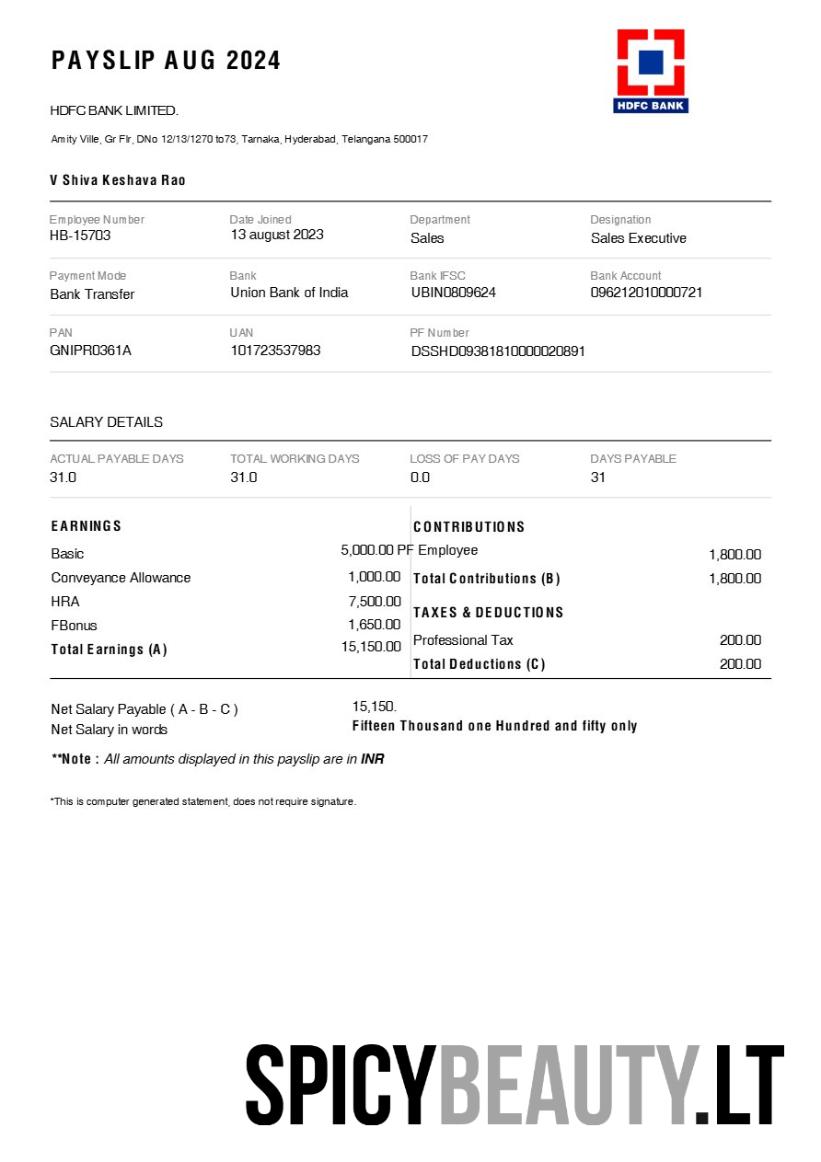 PAYSLIP AUG 2024
HDFC BANK
HDFC BANK LIMITED.
Amity Ville, Gr Flr, DNo 12/13/1270 to73, Tarnaka, Hyderabad, Telangana 500017
V Shiva Keshava Rao
Employee Number Date Joined Department Designation
HB-15703 13 august 2023 Sales Sales Executive
Payment Mode Bank Bank IFSC Bank Account
Bank Transfer Union Bank of India UBIN0809624 096212010000721
PAN UAN PF Number
GNIPR0361A 101723537983 DSSHD09381810000020891
SALARY DETAILS
ACTUAL PAYABLE DAYS TOTAL WORKING DAYS LOSS OF PAY DAYS DAYS PAYABLE
31.0 31.0 0.0 31
EARNINGS CONTRIBUTIONS
Basic 5,000.00 PF Employee 1,800.00
Conveyance Allowance 1,000.00 Total Contributions (B) 1,800.00
HRA 7,500.00 TAXES & DEDUCTIONS
FBonus 1,650.00 Professional Tax 200.00
Total Earnings (A) 15,150.00 Total Deductions (C) 200.00
Net Salary Payable ( A - B - C ) 15,150.
Net Salary in words Fifteen Thousand one Hundred and fifty only
**Note : All amounts displayed in this payslip are in INR
*This is computer generated statement, does not require signature.
SPICYBEAUTY.LT